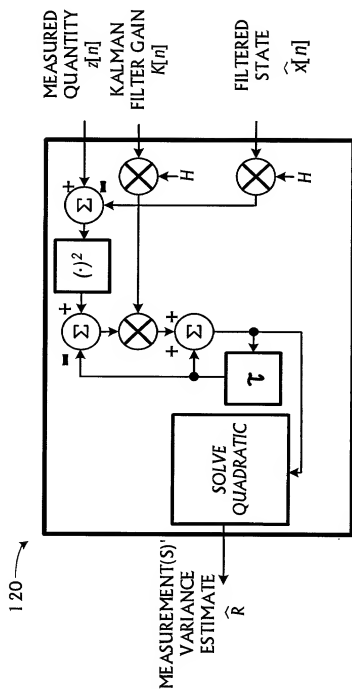 120
MEASURED
QUANTITY
z[n]
KALMAN
FILTER GAIN
K[n]
FILTERED
STATE
x̂[n]
+
Σ
-
H
H
(·)²
+
Σ
-
+
Σ
+
τ
SOLVE
QUADRATIC
MEASUREMENT(S)'
VARIANCE
ESTIMATE
R̂